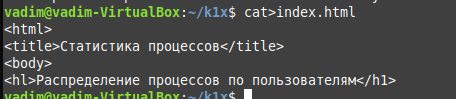 vadim@vadim-VirtualBox:~/k1x$ cat>index.html
<html>
<title>Статистика процессов</title>
<body>
<hl>Распределение процессов по пользователям</h1>
vadim@vadim-VirtualBox:~/k1x$